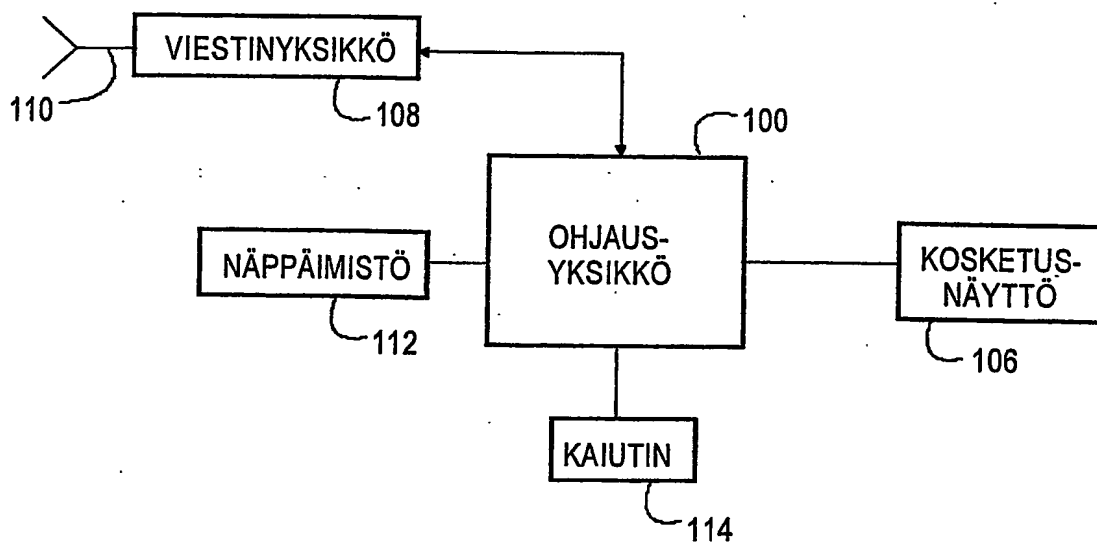 VIESTINYKSIKKÖ
110
108
100
OHJAUS-
YKSIKKÖ
NÄPPÄIMISTÖ
KOSKETUS-
NÄYTTÖ
112
106
KAIUTIN
114